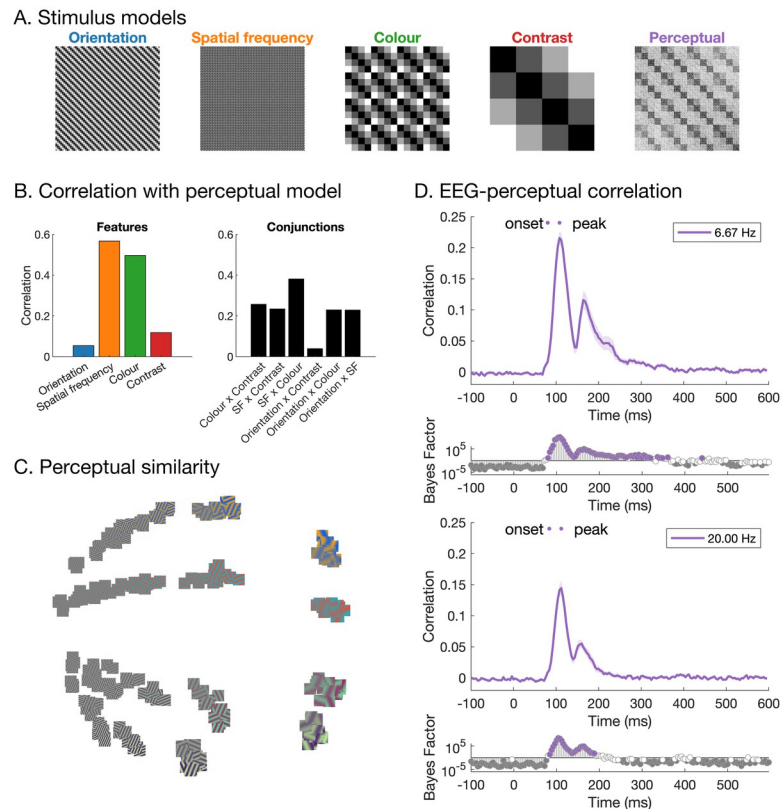 A. Stimulus models
Orientation Spatial frequency Colour Contrast Perceptual
B. Correlation with perceptual model
Features
Correlation
0.6
0.4
0.2
0
Orientation
Spatial frequency
Colour
Contrast
Conjunctions
0.6
0.4
0.2
0
Colour x Contrast
SF x Contrast
SF x Colour
Orientation x Contrast
Orientation x Colour
Orientation x SF
C. Perceptual similarity
D. EEG-perceptual correlation
0.25
0.2
0.15
0.1
0.05
0
Correlation
onset peak
6.67 Hz
-100 0 100 200 300 400 500 600
Time (ms)
Bayes Factor
10⁵
10⁻⁵
-100 0 100 200 300 400 500
Time (ms)
0.25
0.2
0.15
0.1
0.05
0
Correlation
onset peak
20.00 Hz
-100 0 100 200 300 400 500 600
Time (ms)
Bayes Factor
10⁵
10⁻⁵
-100 0 100 200 300 400 500
Time (ms)